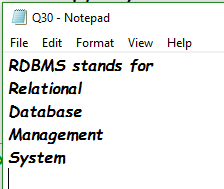 Q30 - Notepad
File Edit Format View Help
RDBMS stands for
Relational
Database
Management
System